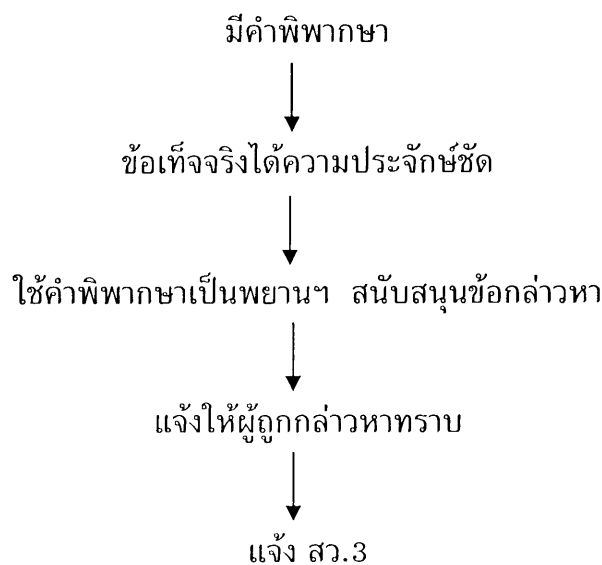 มีคำพิพากษา
ข้อเท็จจริงได้ความประจักษ์ชัด
ใช้คำพิพากษาเป็นพยานฯ สนับสนุนข้อกล่าวหา
แจ้งให้ผู้ถูกกล่าวหาทราบ
แจ้ง สว.3